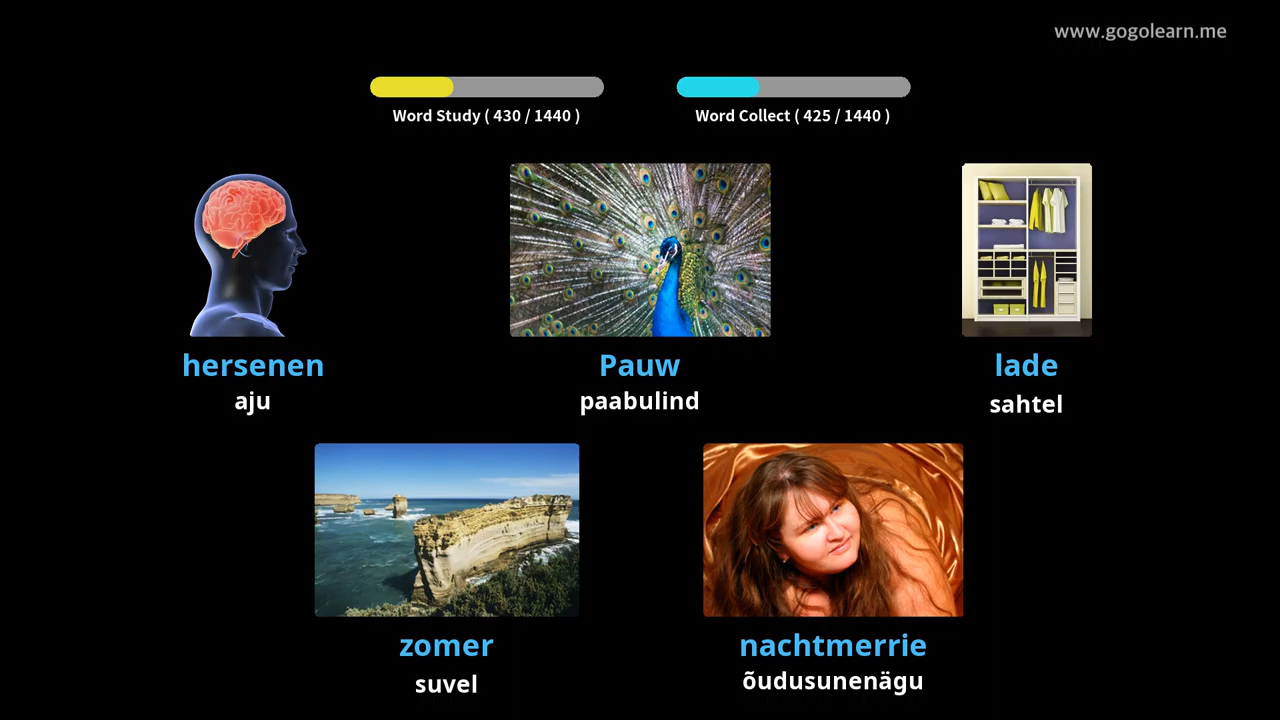 www.gogolearn.me
Word Study ( 430 / 1440 )
Word Collect ( 425 / 1440 )
hersenen
aju
Pauw
paabulind
lade
sahtel
zomer
suvel
nachtmerrie
õudusunenägu